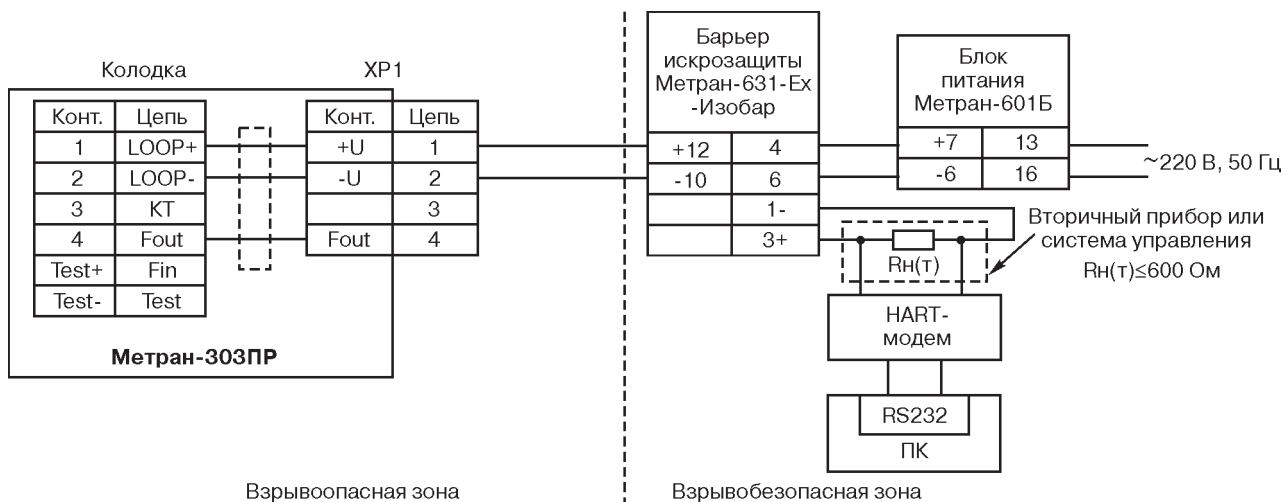 Колодка
XP1
Конт. Цепь
1 LOOP+
2 LOOP-
3 КТ
4 Fout
Test+ Fin
Test- Test
Метран-303ПР
Конт. Цепь
+U 1
-U 2
3
Fout 4
Барьер
искрозащиты
Метран-631-Ex
-Изобар
+12 4
-10 6
1-
3+
Блок
питания
Метран-601Б
+7 13
-6 16
~220 В, 50 Гц
Вторичный прибор или
система управления
Rн(т)≤600 Ом
Rн(т)
HART-
модем
RS232
ПК
Взрывоопасная зона
Взрывобезопасная зона